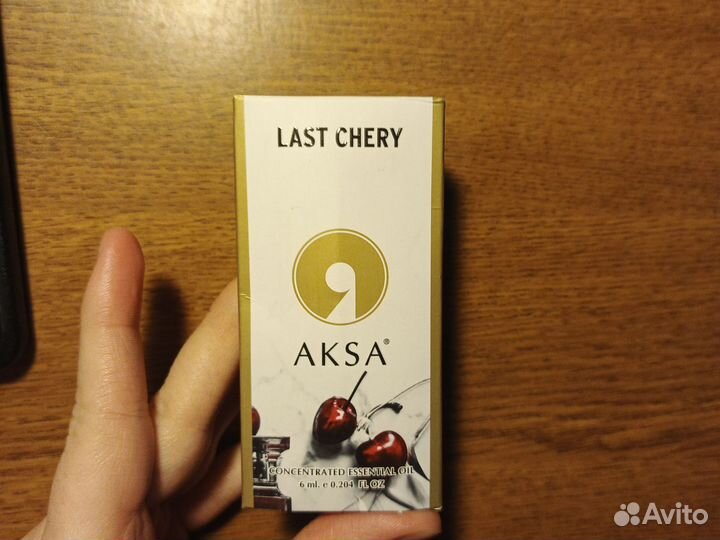 LAST CHERY
AKSA®
CONCENTRATED ESSENTIAL OIL
6 ml. e 0.204 FL OZ
Avito